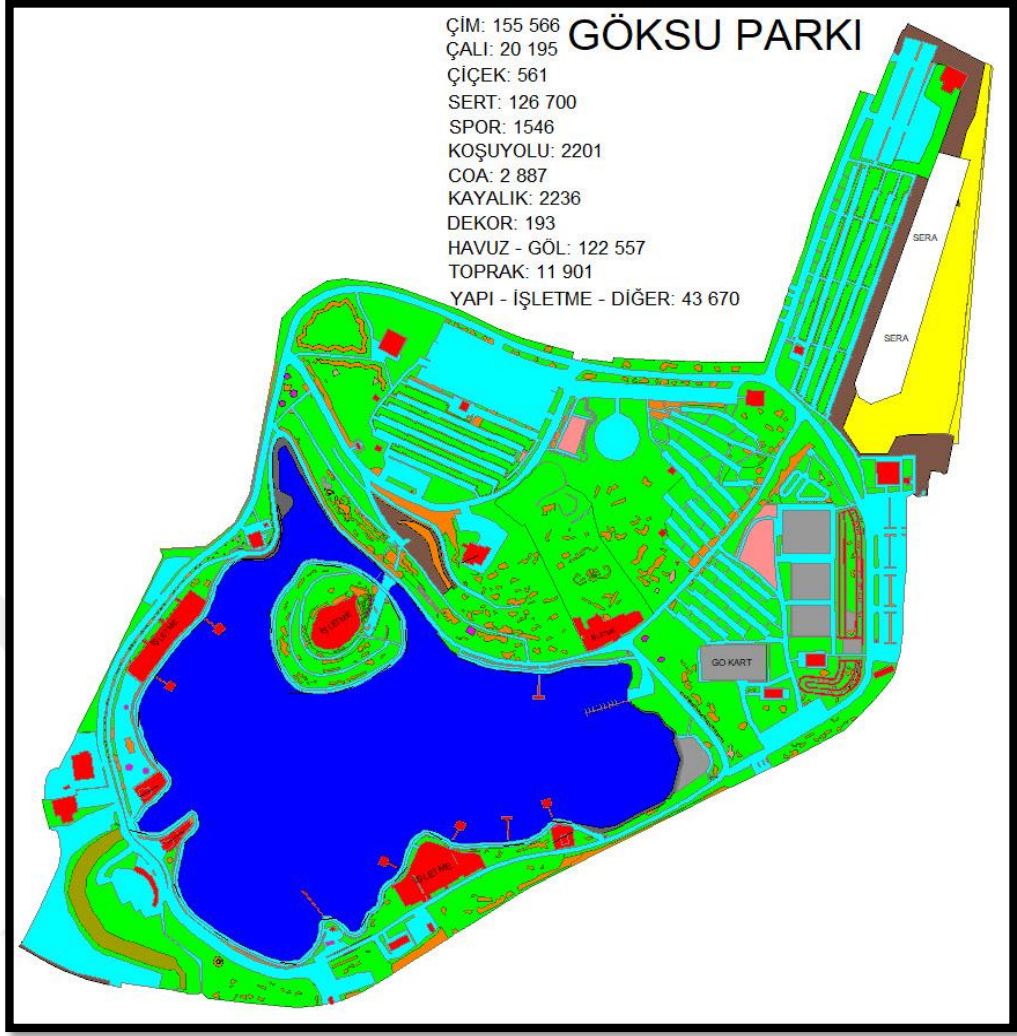 GÖKSU PARKI
ÇİM: 155 566
ÇALI: 20 195
ÇİÇEK: 561
SERT: 126 700
SPOR: 1546
KOŞUYOLU: 2201
COA: 2 887
KAYALIK: 2236
DEKOR: 193
HAVUZ - GÖL: 122 557
TOPRAK: 11 901
YAPI - İŞLETME - DİĞER: 43 670
SERA
SERA
İŞLETME
İŞLETME
İŞLETME
GO KART
İŞLETME